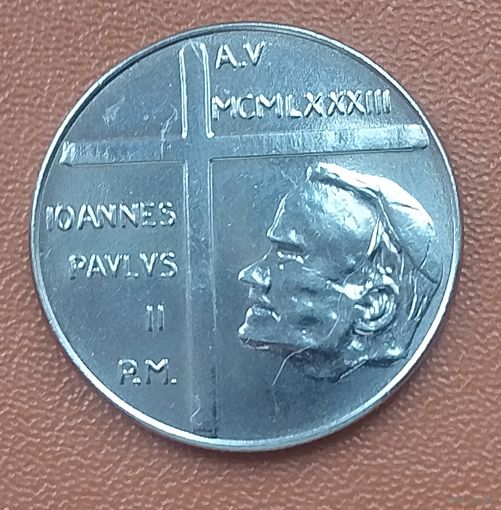 A.V.
MCMLXXXIII
IOANNES
PAVLVS
II
P.M.